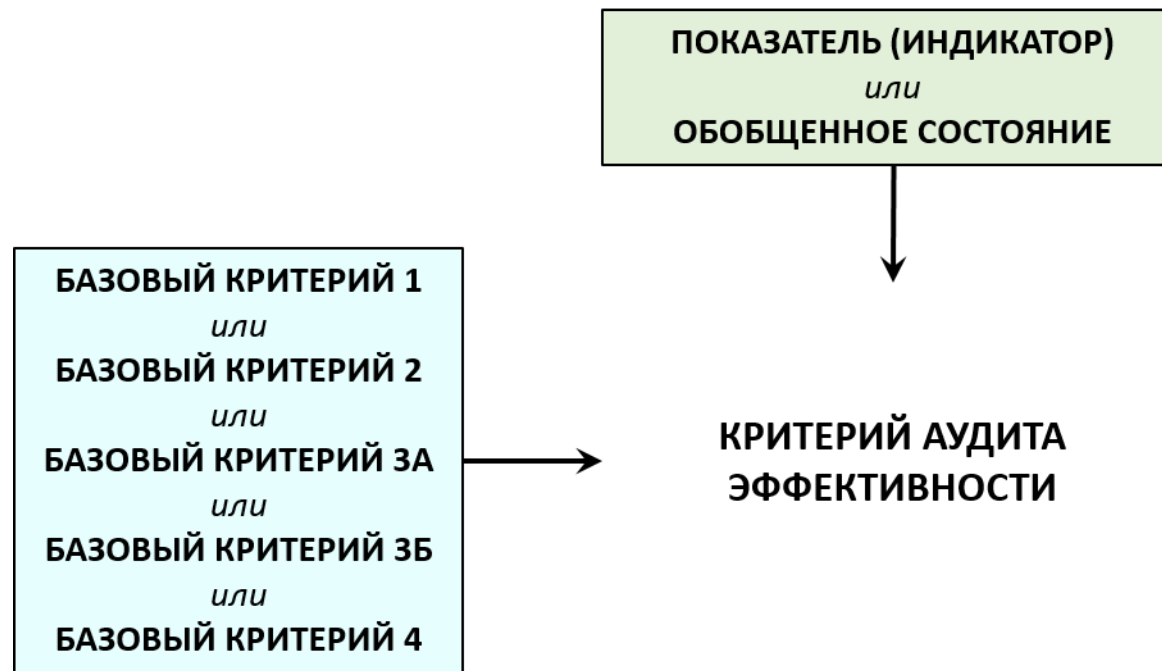 ПОКАЗАТЕЛЬ (ИНДИКАТОР)
или
ОБОБЩЕННОЕ СОСТОЯНИЕ
БАЗОВЫЙ КРИТЕРИЙ 1
или
БАЗОВЫЙ КРИТЕРИЙ 2
или
БАЗОВЫЙ КРИТЕРИЙ 3А
или
БАЗОВЫЙ КРИТЕРИЙ 3Б
или
БАЗОВЫЙ КРИТЕРИЙ 4
КРИТЕРИЙ АУДИТА
ЭФФЕКТИВНОСТИ